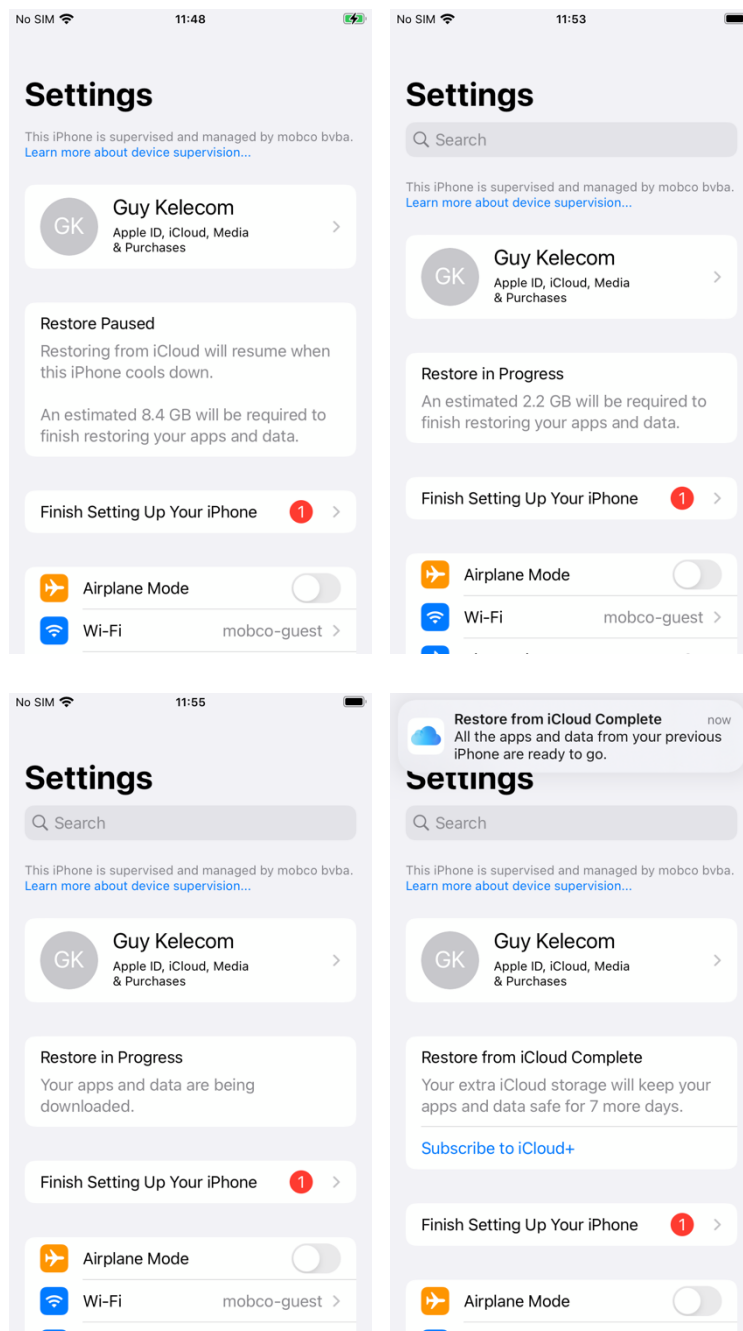 No SIM
11:48
Settings
This iPhone is supervised and managed by mobco bvba.
Learn more about device supervision...
GK
Guy Kelecom
Apple ID, iCloud, Media
& Purchases
Restore Paused
Restoring from iCloud will resume when
this iPhone cools down.
An estimated 8.4 GB will be required to
finish restoring your apps and data.
Finish Setting Up Your iPhone
1
Airplane Mode
Wi-Fi
mobco-guest
No SIM
11:53
Settings
Search
This iPhone is supervised and managed by mobco bvba.
Learn more about device supervision...
GK
Guy Kelecom
Apple ID, iCloud, Media
& Purchases
Restore in Progress
An estimated 2.2 GB will be required to
finish restoring your apps and data.
Finish Setting Up Your iPhone
1
Airplane Mode
Wi-Fi
mobco-guest
No SIM
11:55
Settings
Search
This iPhone is supervised and managed by mobco bvba.
Learn more about device supervision...
GK
Guy Kelecom
Apple ID, iCloud, Media
& Purchases
Restore in Progress
Your apps and data are being
downloaded.
Finish Setting Up Your iPhone
1
Airplane Mode
Wi-Fi
mobco-guest
Restore from iCloud Complete
now
All the apps and data from your previous
iPhone are ready to go.
Settings
Search
This iPhone is supervised and managed by mobco bvba.
Learn more about device supervision...
GK
Guy Kelecom
Apple ID, iCloud, Media
& Purchases
Restore from iCloud Complete
Your extra iCloud storage will keep your
apps and data safe for 7 more days.
Subscribe to iCloud+
Finish Setting Up Your iPhone
1
Airplane Mode